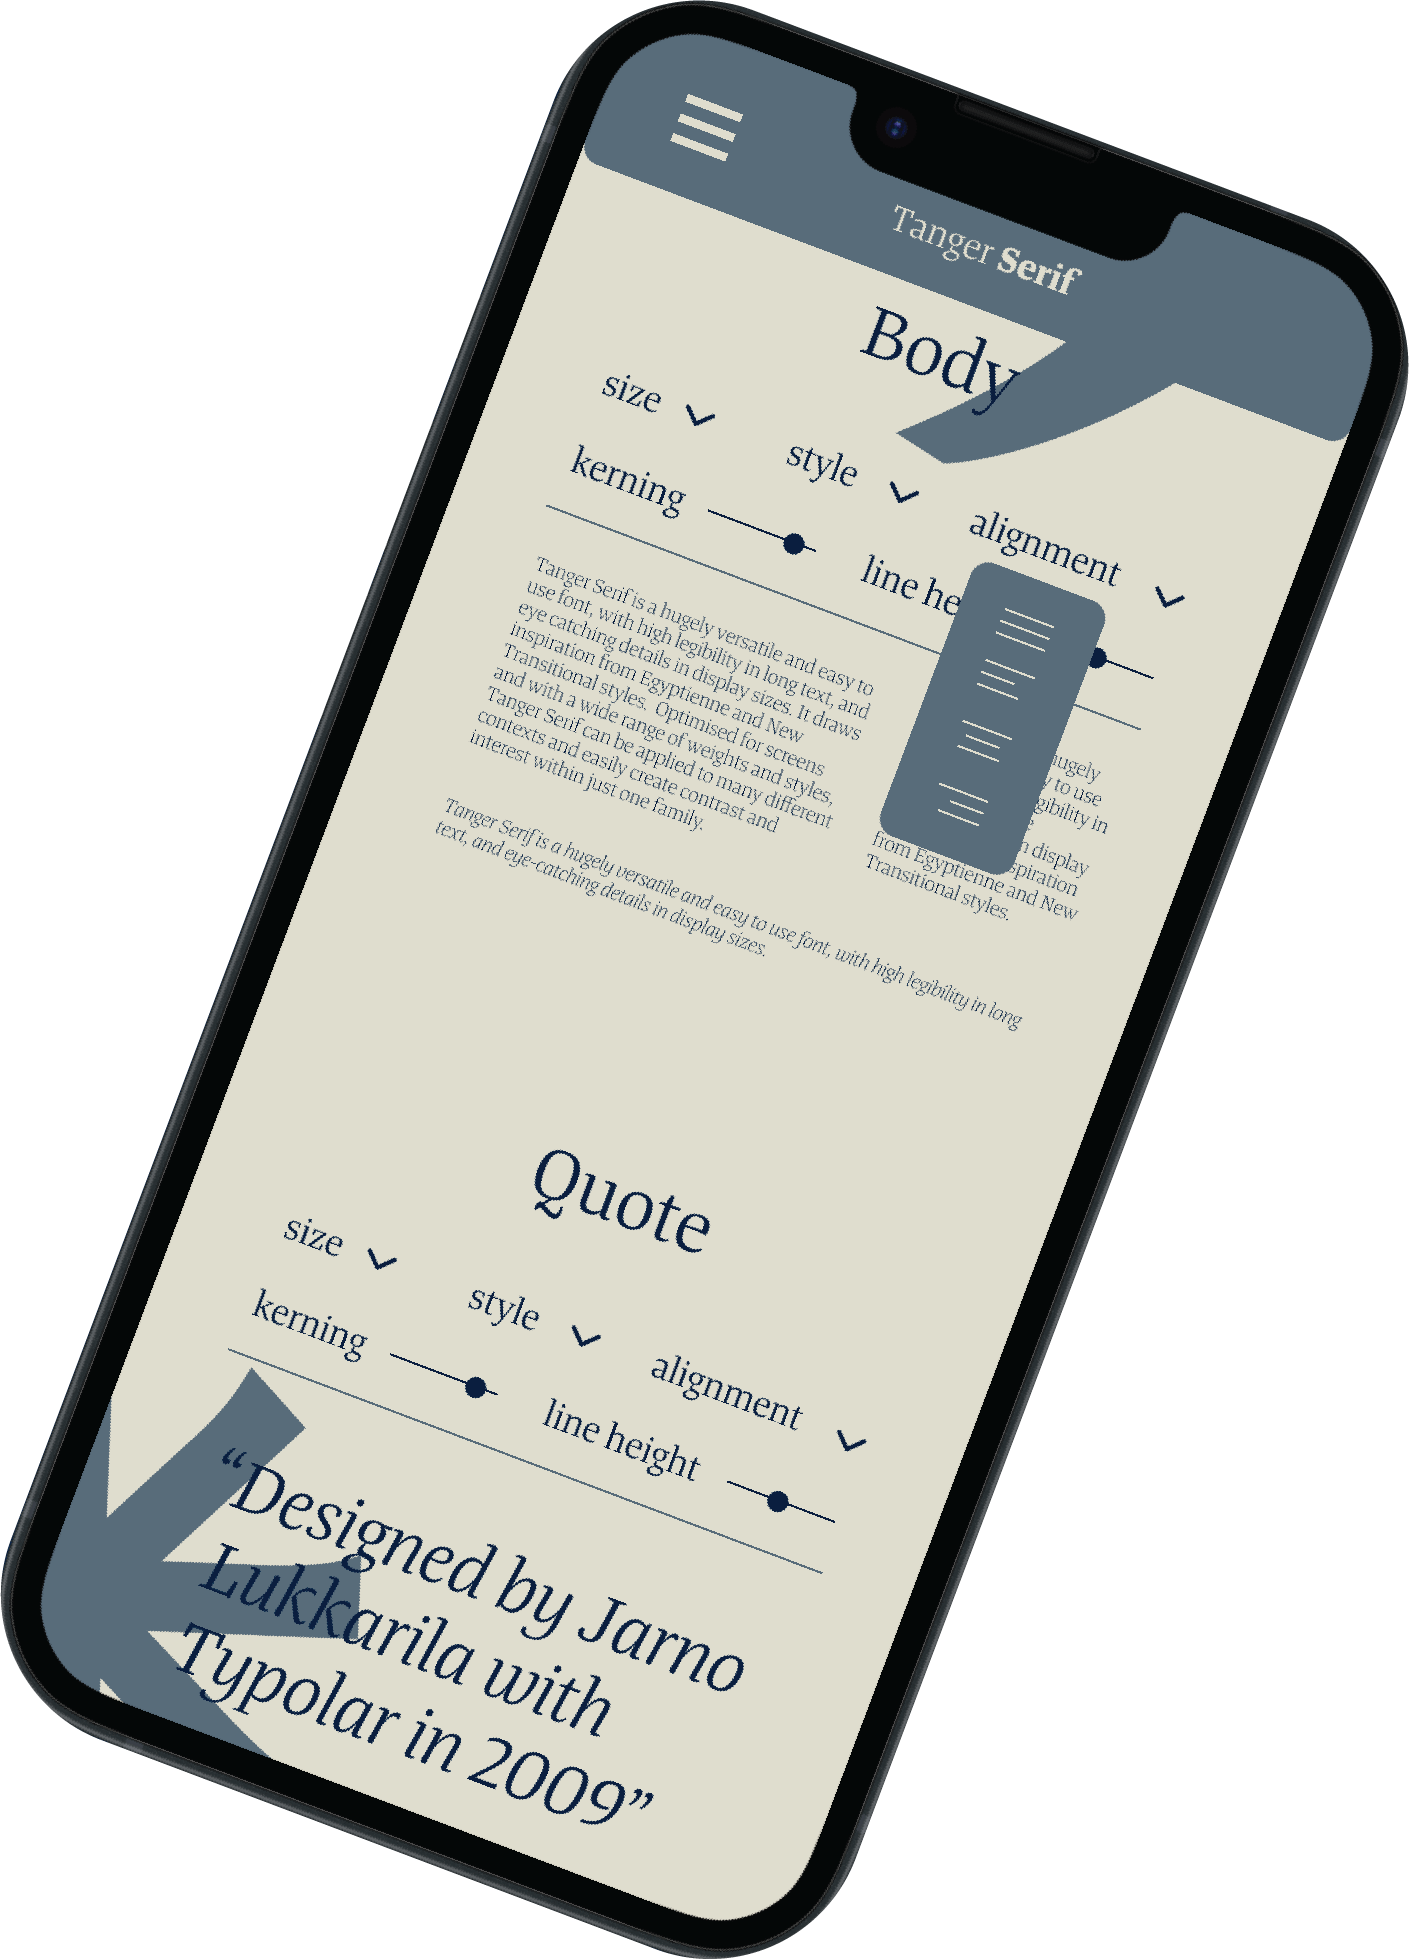 Tanger Serif
Body
size
style
alignment
kerning
line he
Tanger Serif is a hugely versatile and easy to
use font, with high legibility in long text, and
eye catching details in display sizes. It draws
inspiration from Egyptienne and New
Transitional styles. Optimised for screens
and with a wide range of weights and styles,
Tanger Serif can be applied to many different
contexts and easily create contrast and
interest within just one family.
hugely
to use
in
display
from Egyptienne and New
Transitional styles.
Tanger Serif is a hugely versatile and easy to use font, with high legibility in long
text, and eye-catching details in display sizes.
Quote
size
style
alignment
kerning
line height
“Designed by Jarno
Lukkarila with
Typolar in 2009”